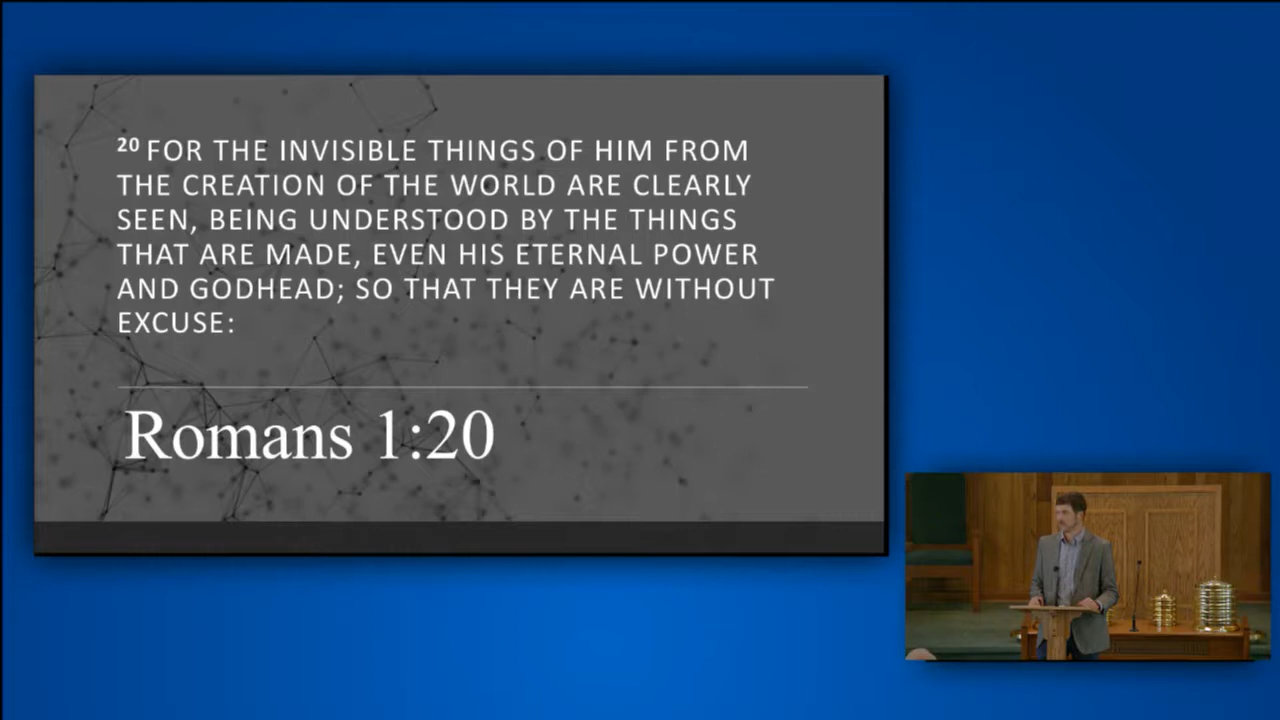 20 FOR THE INVISIBLE THINGS OF HIM FROM
THE CREATION OF THE WORLD ARE CLEARLY
SEEN, BEING UNDERSTOOD BY THE THINGS
THAT ARE MADE, EVEN HIS ETERNAL POWER
AND GODHEAD; SO THAT THEY ARE WITHOUT
EXCUSE:
Romans 1:20